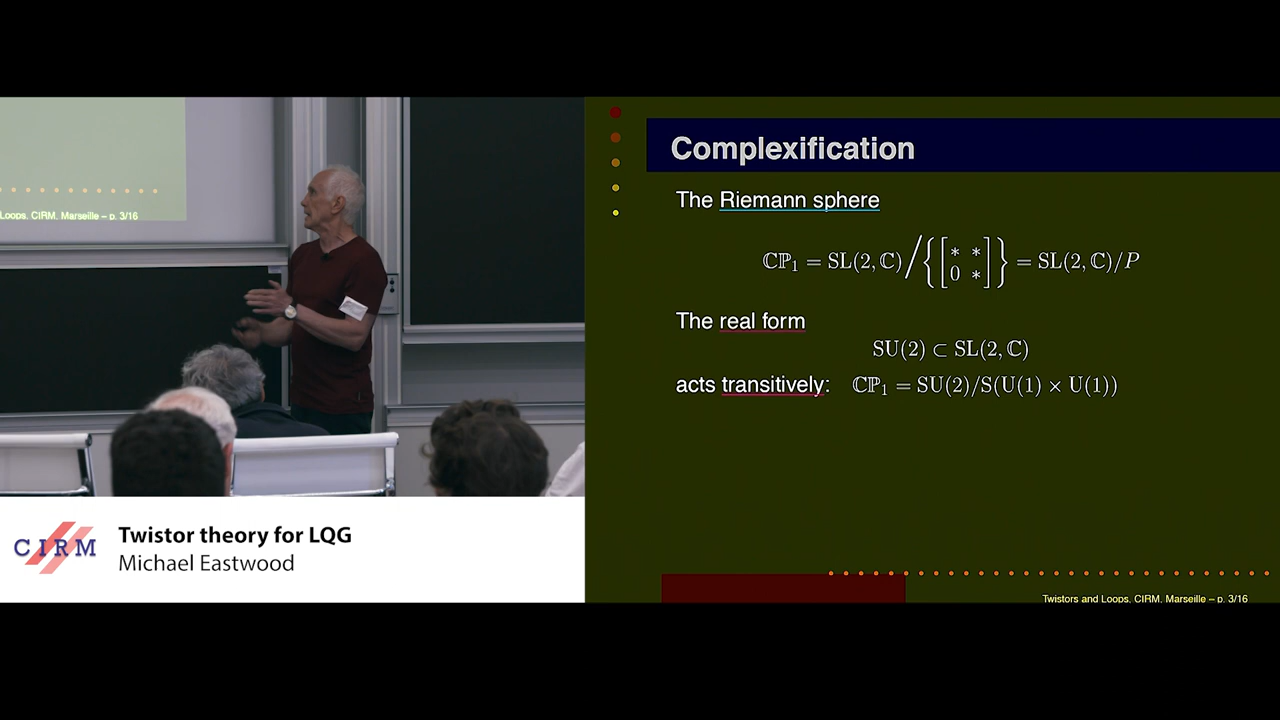 Loops, CIRM, Marseille – p. 3/16
CIRM
Twistor theory for LQG
Michael Eastwood
Complexification
The Riemann sphere
ℂℙ₁ = SL(2, ℂ) / { [ * * ; 0 * ] } = SL(2, ℂ)/P
The real form
SU(2) ⊂ SL(2, ℂ)
acts transitively: ℂℙ₁ = SU(2)/S(U(1) × U(1))
Twistors and Loops, CIRM, Marseille – p. 3/16